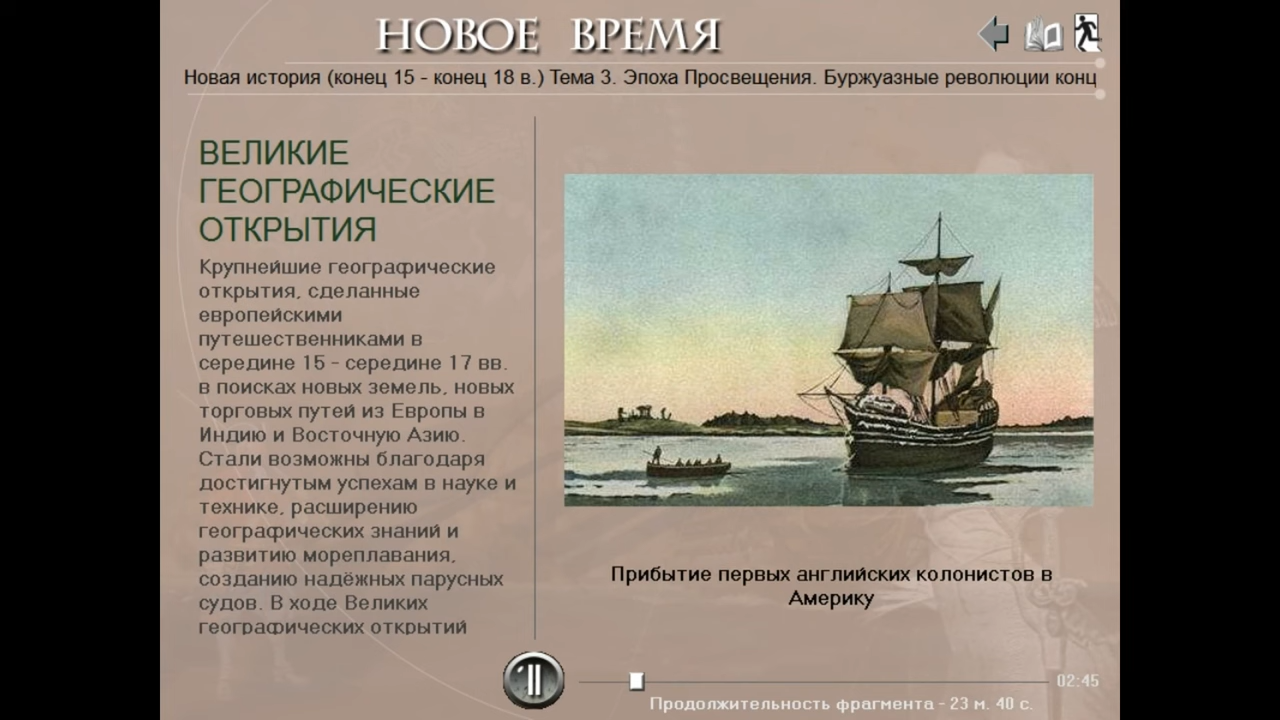 НОВОЕ ВРЕМЯ
Новая история (конец 15 - конец 18 в.) Тема 3. Эпоха Просвещения. Буржуазные революции конц
ВЕЛИКИЕ
ГЕОГРАФИЧЕСКИЕ
ОТКРЫТИЯ
Крупнейшие географические
открытия, сделанные
европейскими
путешественниками в
середине 15 - середине 17 вв.
в поисках новых земель, новых
торговых путей из Европы в
Индию и Восточную Азию.
Стали возможны благодаря
достигнутым успехам в науке и
технике, расширению
географических знаний и
развитию мореплавания,
созданию надёжных парусных
судов. В ходе Великих
географических открытий
Прибытие первых английских колонистов в
Америку
02:45
Продолжительность фрагмента - 23 м. 40 с.